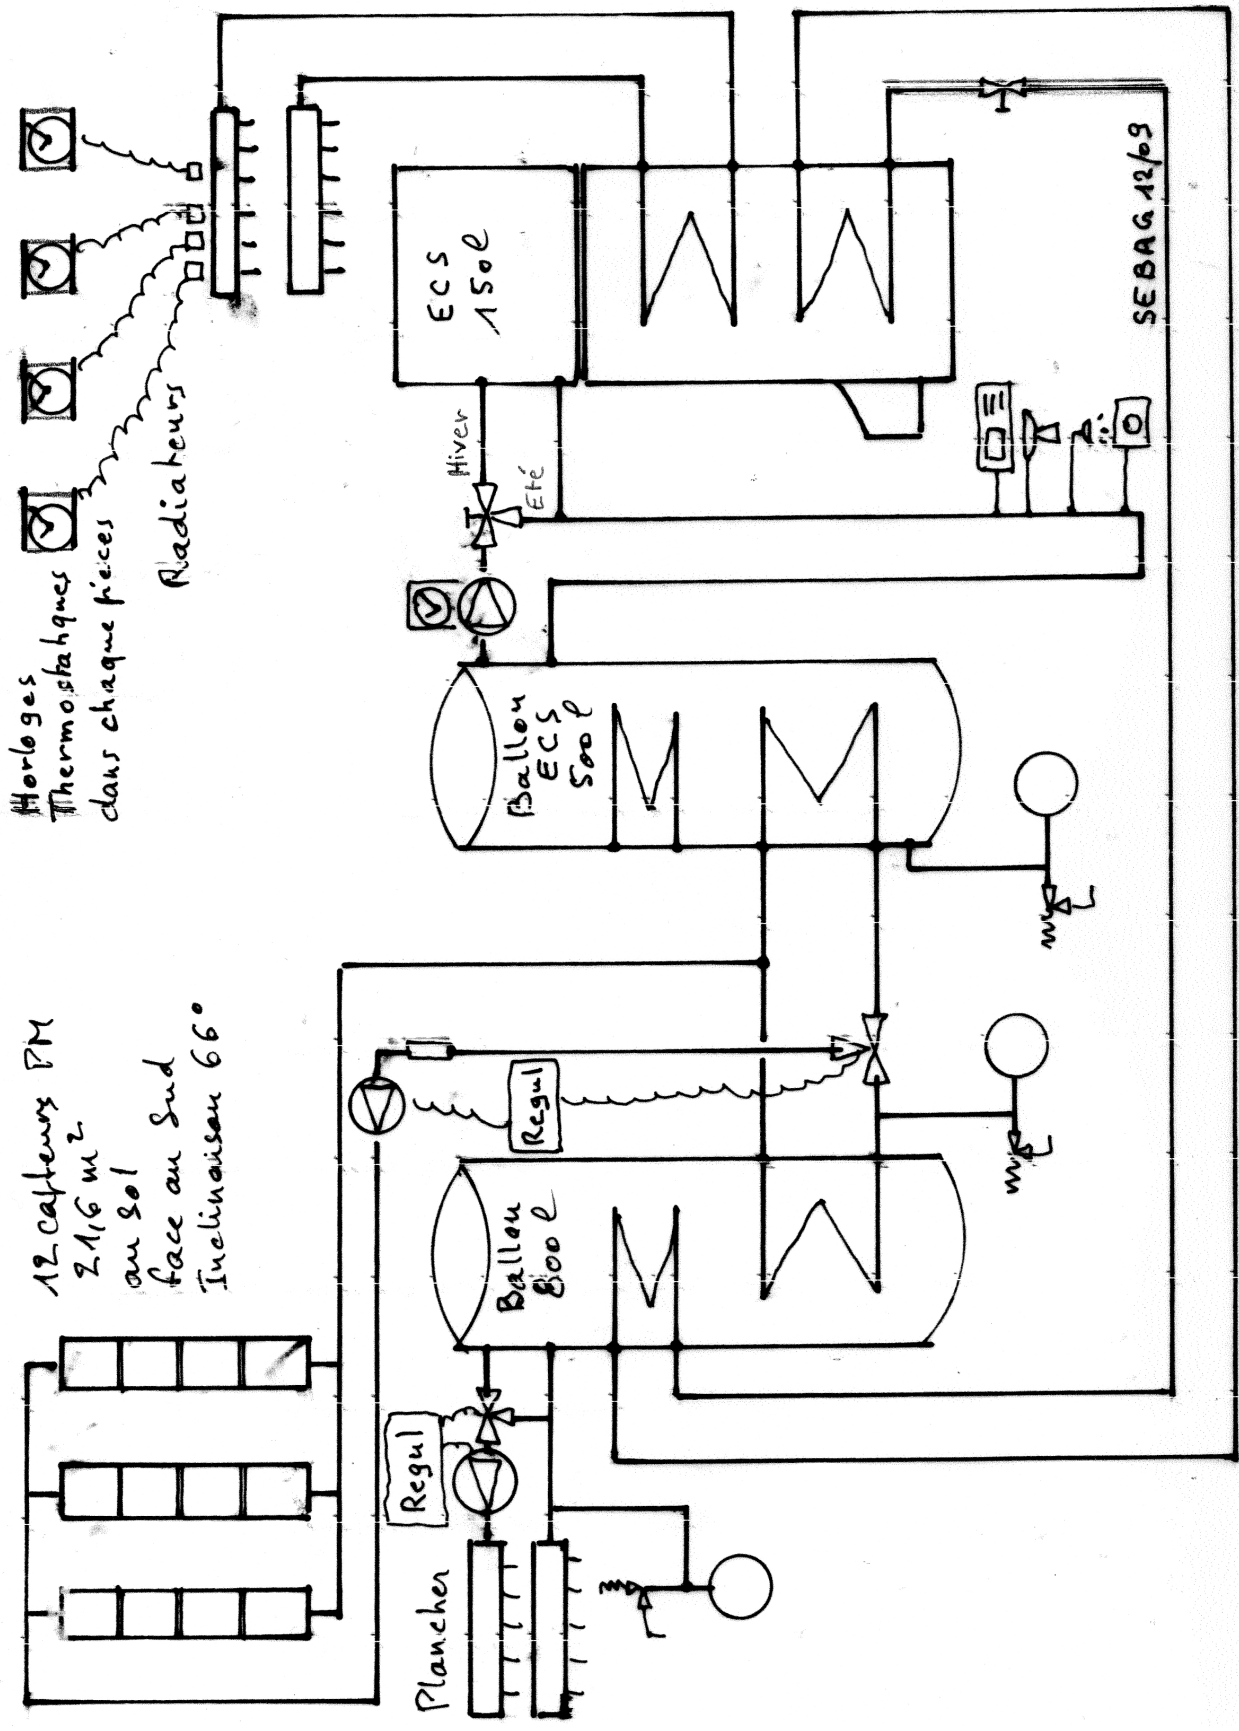 12 capteurs PM
21,6 m²
au sol
face au Sud
Inclinaison 66°
Horloges
Thermostatiques
dans chaque pièces
Radiateurs
Regul
Plancher
Ballon
800l
Regul
Ballon
ECS
500l
Hiver
Eté
ECS
150l
SEBAG 12/09